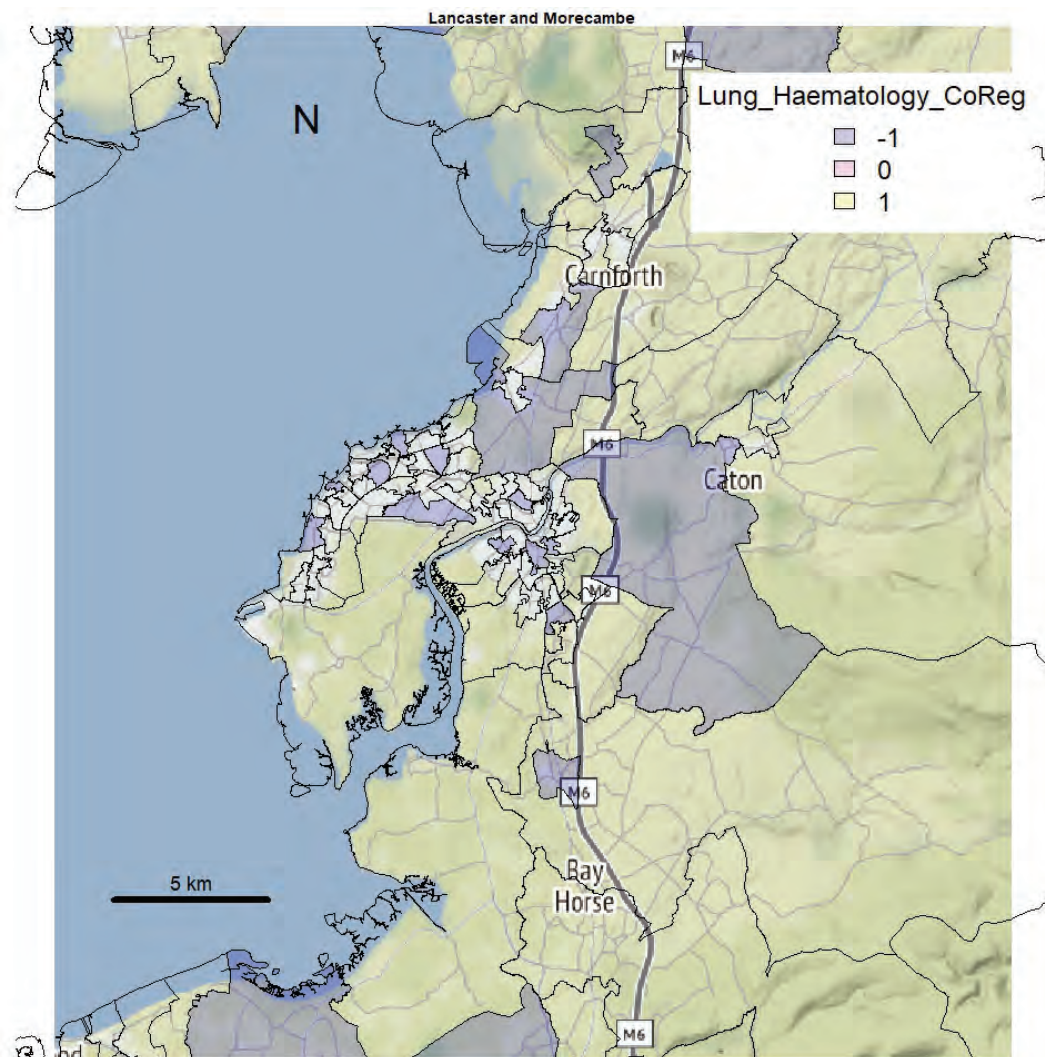 Lancaster and Morecambe
M6
Lung_Haematology_CoReg
-1
0
1
N
Carnforth
M6
Caton
M6
M6
Bay
Horse
5 km
M6